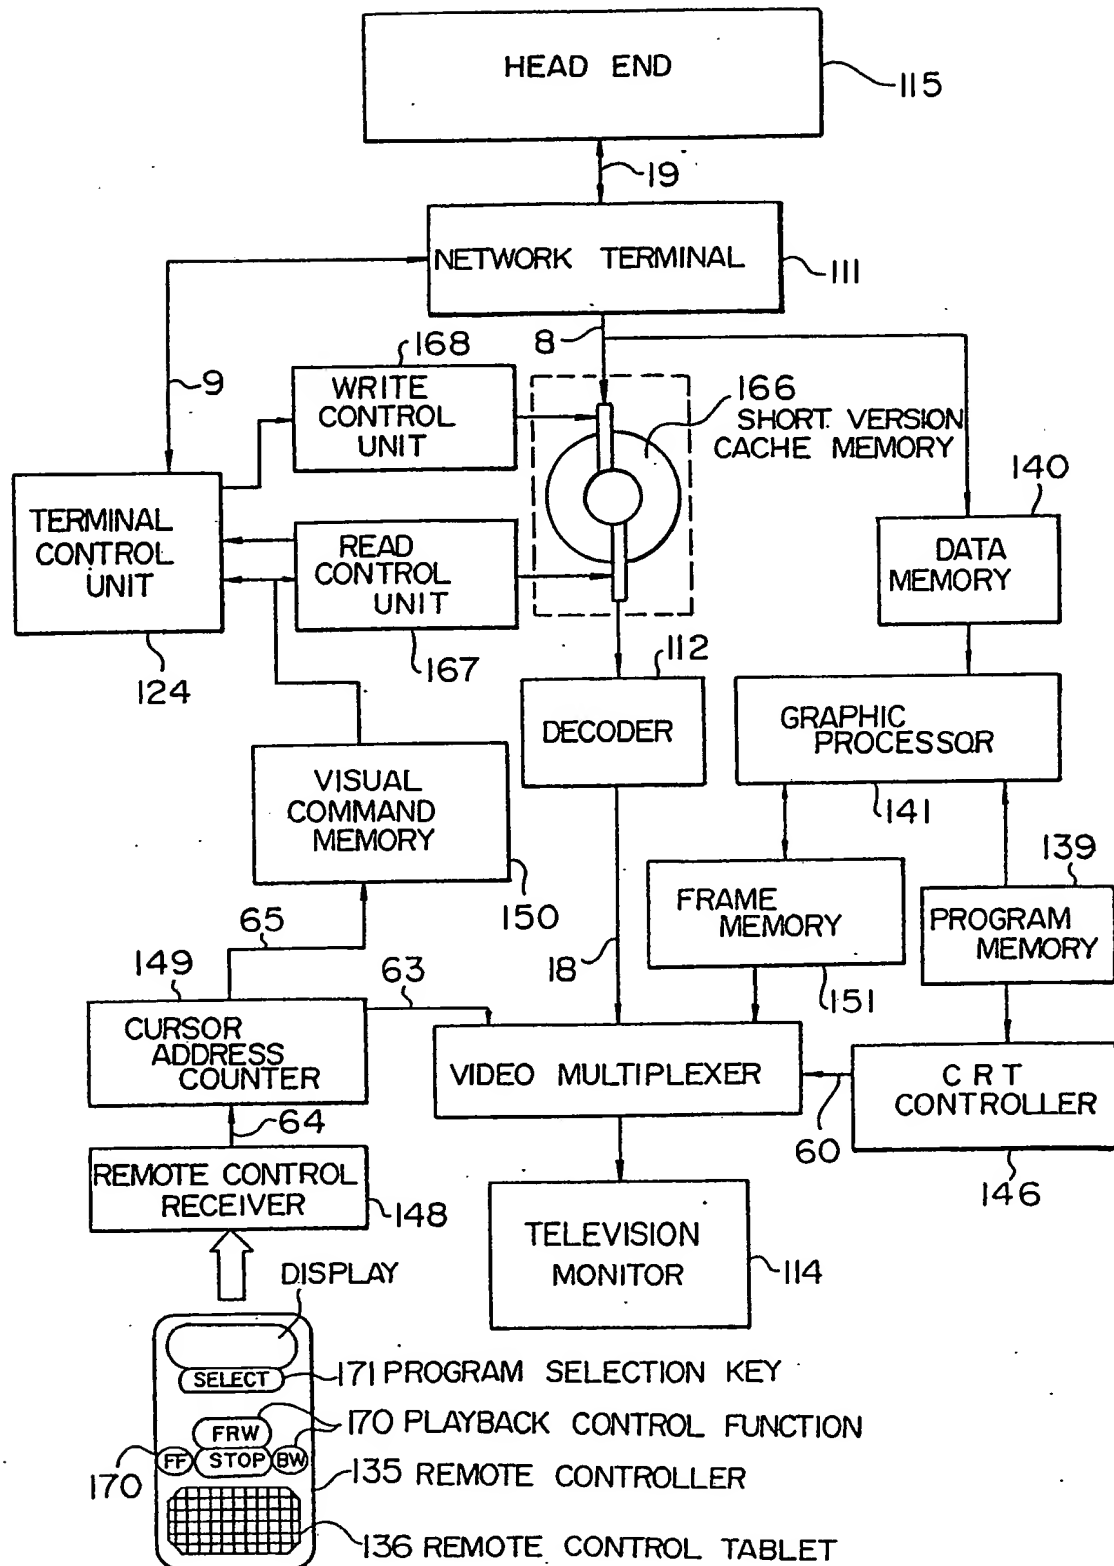 HEAD END
115
19
NETWORK TERMINAL
111
8
9
168
WRITE
CONTROL
UNIT
166
SHORT VERSION
CACHE MEMORY
140
TERMINAL
CONTROL
UNIT
READ
CONTROL
UNIT
DATA
MEMORY
124
167
112
DECODER
GRAPHIC
PROCESSOR
141
VISUAL
COMMAND
MEMORY
150
139
FRAME
MEMORY
151
PROGRAM
MEMORY
65
149
63
18
CURSOR
ADDRESS
COUNTER
VIDEO MULTIPLEXER
60
CRT
CONTROLLER
146
64
REMOTE CONTROL
RECEIVER
148
TELEVISION
MONITOR
114
DISPLAY
SELECT
171 PROGRAM SELECTION KEY
FRW
170 PLAYBACK CONTROL FUNCTION
FF
STOP
BW
170
135 REMOTE CONTROLLER
136 REMOTE CONTROL TABLET